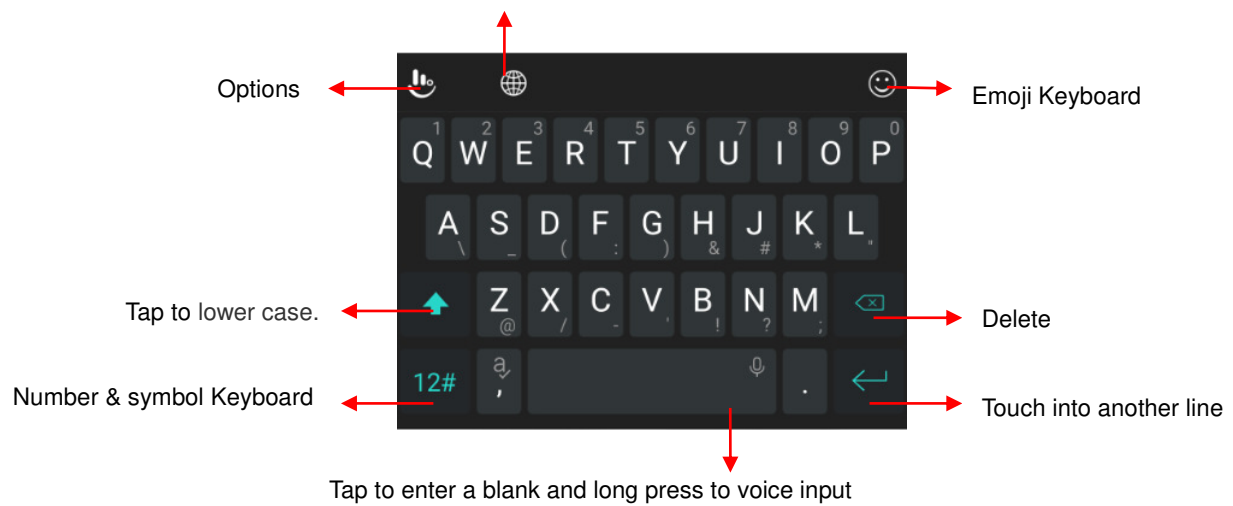 Options
Emoji Keyboard
1 2 3 4 5 6 7 8 9 0
Q W E R T Y U I O P
A S D F G H J K L
\ _ ( : ) & # * "
Tap to lower case.
Z X C V B N M
@ / - ' ! ? ;
Delete
Number & symbol Keyboard
12# a , .
Touch into another line
Tap to enter a blank and long press to voice input